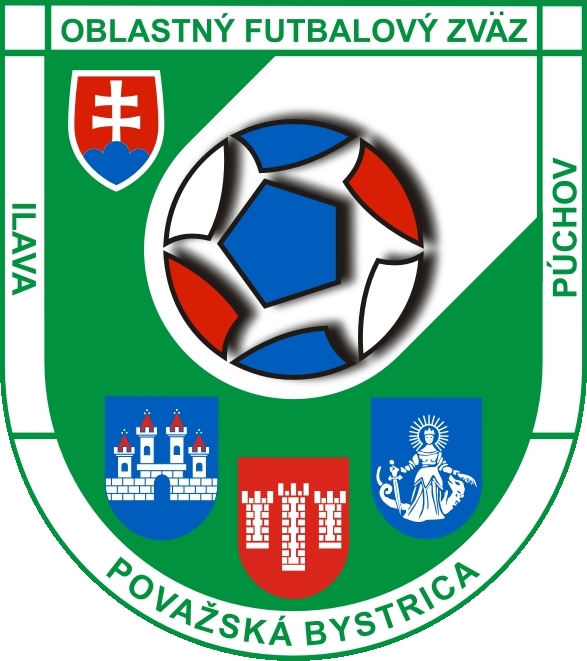 OBLASTNÝ FUTBALOVÝ ZVÄZ
ILAVA
PÚCHOV
POVAŽSKÁ BYSTRICA